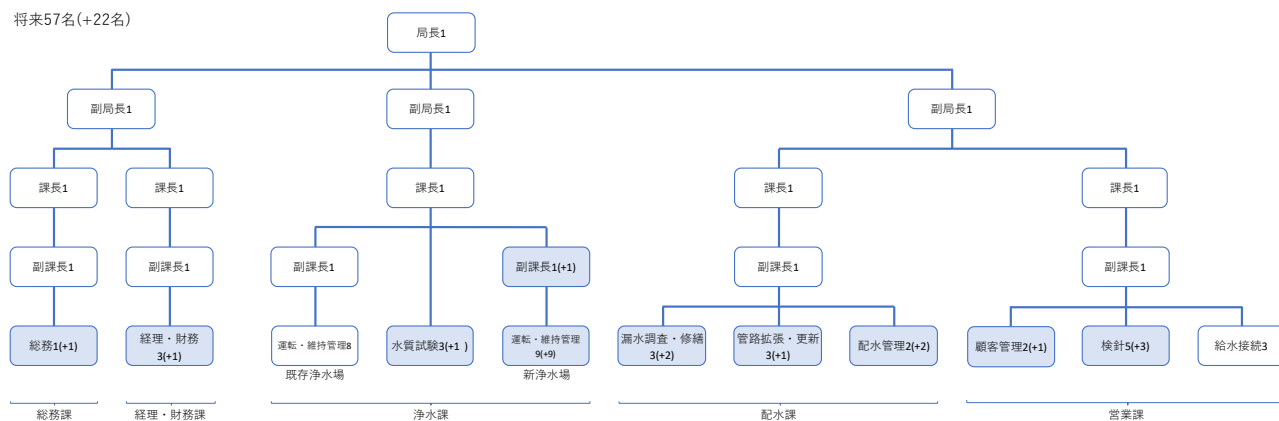 将来57名(+22名)
局長1
副局長1
副局長1
副局長1
課長1
課長1
課長1
課長1
課長1
副課長1
副課長1
副課長1
副課長1(+1)
副課長1
副課長1
総務1(+1)
経理・財務
3(+1)
運転・維持管理8
水質試験3(+1 )
運転・維持管理
9(+9)
漏水調査・修繕
3(+2)
管路拡張・更新
3(+1)
配水管理2(+2)
顧客管理2(+1)
検針5(+3)
給水接続3
既存浄水場
新浄水場
総務課
経理・財務課
浄水課
配水課
営業課